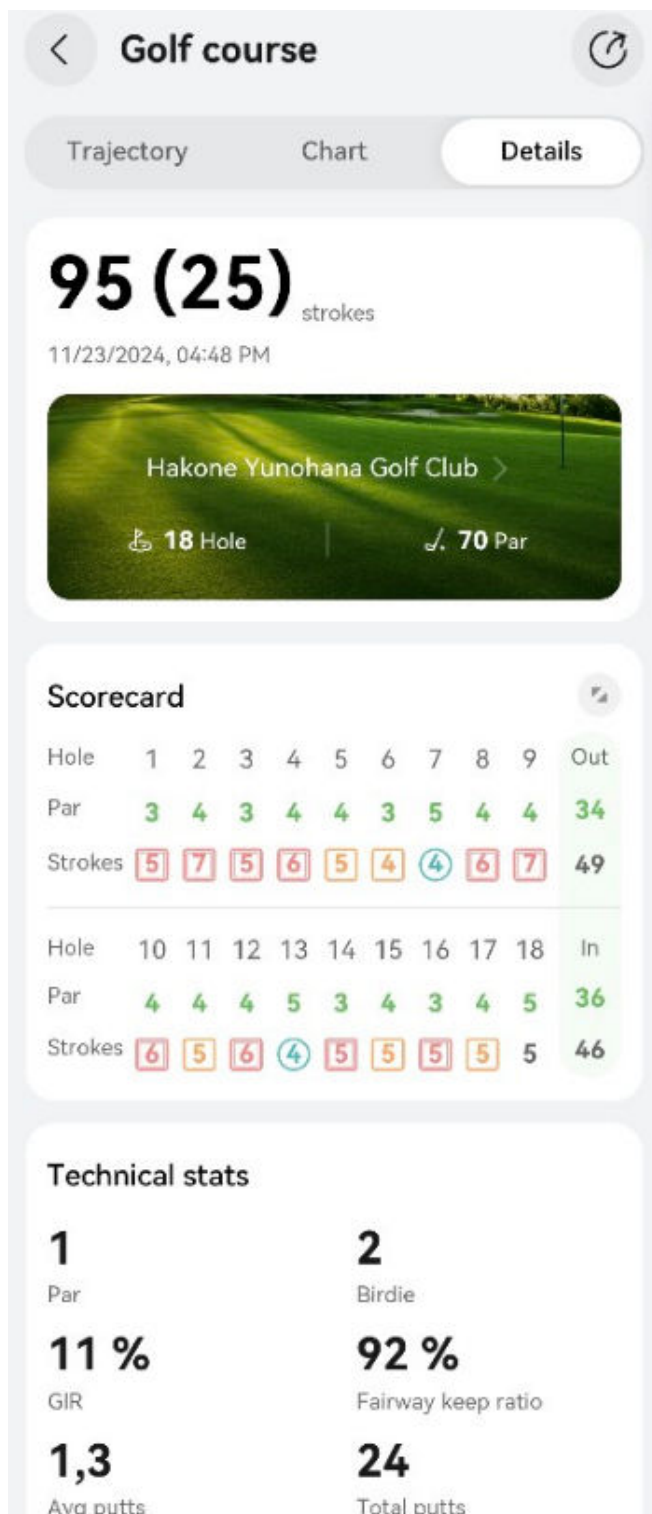 Golf course
Trajectory Chart Details
95 (25) strokes
11/23/2024, 04:48 PM
Hakone Yunohana Golf Club
18 Hole 70 Par
Scorecard
Hole 1 2 3 4 5 6 7 8 9 Out
Par 3 4 3 4 4 3 5 4 4 34
Strokes 5 7 5 6 5 4 4 6 7 49
Hole 10 11 12 13 14 15 16 17 18 In
Par 4 4 4 5 3 4 3 4 5 36
Strokes 6 5 6 4 5 5 5 5 5 46
Technical stats
1 2
Par Birdie
11 % 92 %
GIR Fairway keep ratio
1,3 24
Avg putts Total putts